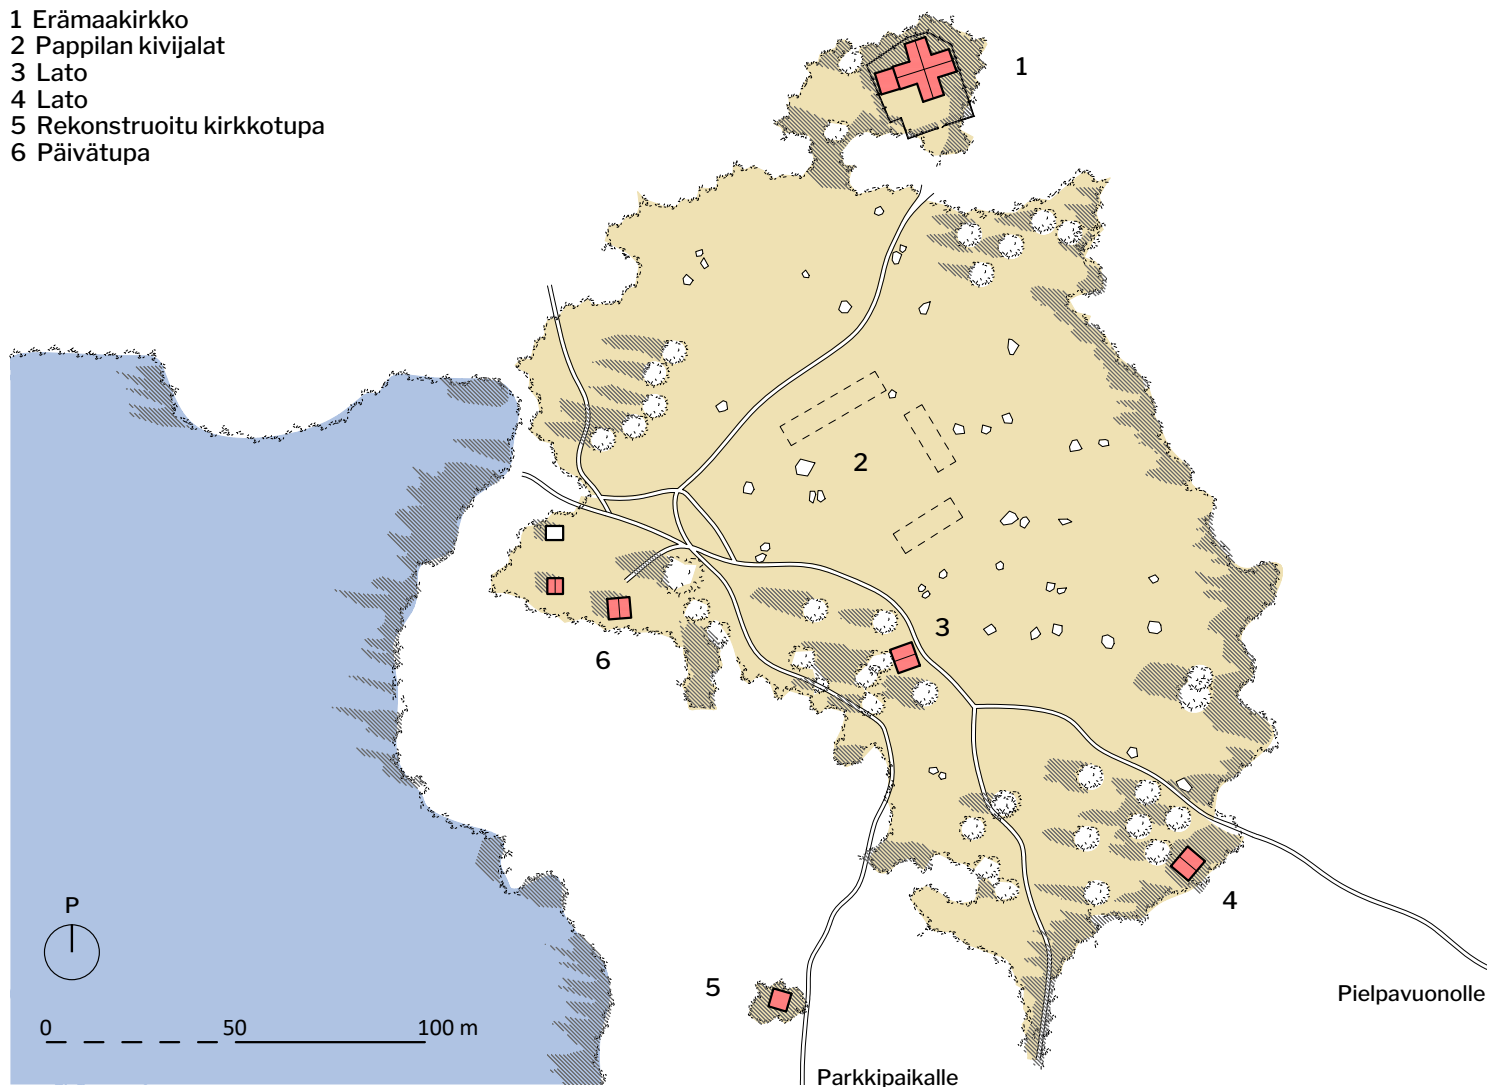 1 Erämaakirkko
2 Pappilan kivijalat
3 Lato
4 Lato
5 Rekonstruoitu kirkkotupa
6 Päivätupa
1
2
3
6
4
P
5
Pielpavuonolle
0 50 100 m
Parkkipaikalle